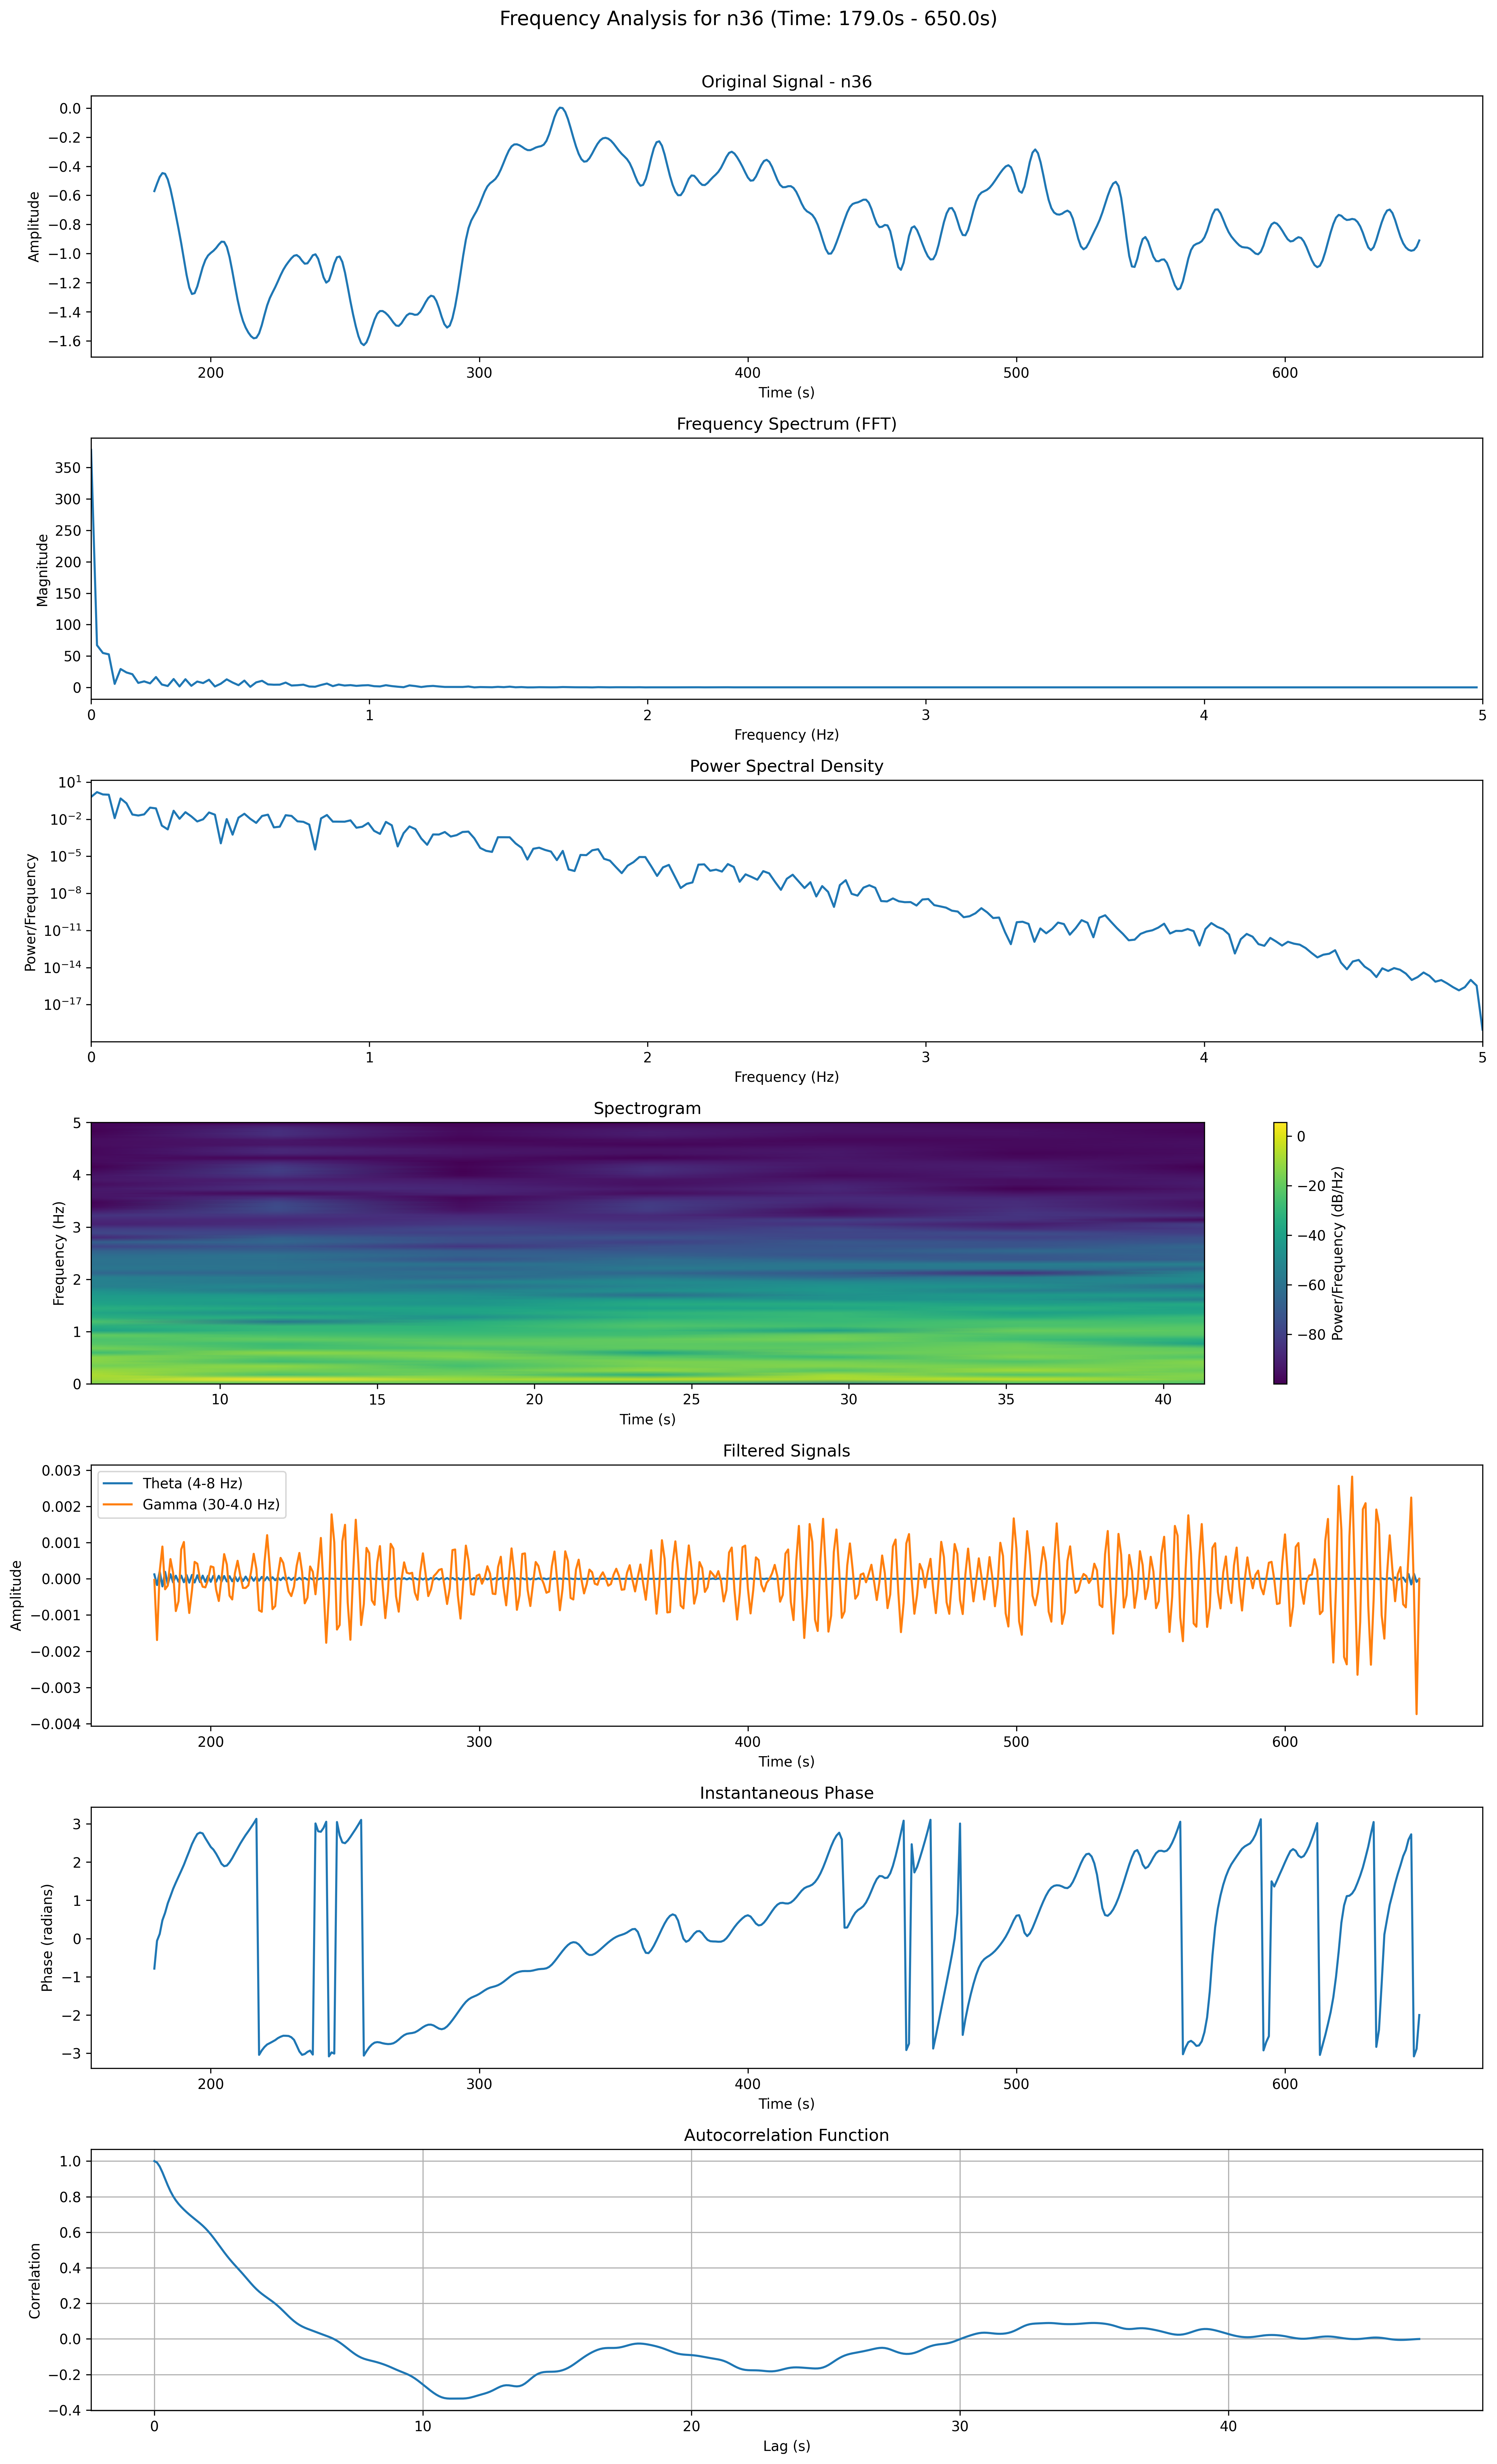 Frequency Analysis for n36 (Time: 179.0s - 650.0s)
Original Signal - n36
0.0
−0.2
−0.4
−0.6
−0.8
−1.0
−1.2
−1.4
−1.6
Amplitude
200 300 400 500 600
Time (s)
Frequency Spectrum (FFT)
350
300
250
200
150
100
50
0
Magnitude
0 1 2 3 4 5
Frequency (Hz)
Power Spectral Density
10^1
10^−2
10^−5
10^−8
10^−11
10^−14
10^−17
Power/Frequency
0 1 2 3 4 5
Frequency (Hz)
Spectrogram
5
4
3
2
1
0
Frequency (Hz)
10 15 20 25 30 35 40
Time (s)
0
−20
−40
−60
−80
Power/Frequency (dB/Hz)
Filtered Signals
0.003
0.002
0.001
0.000
−0.001
−0.002
−0.003
−0.004
Amplitude
Theta (4-8 Hz)
Gamma (30-4.0 Hz)
200 300 400 500 600
Time (s)
Instantaneous Phase
3
2
1
0
−1
−2
−3
Phase (radians)
200 300 400 500 600
Time (s)
Autocorrelation Function
1.0
0.8
0.6
0.4
0.2
0.0
−0.2
−0.4
Correlation
0 10 20 30 40
Lag (s)